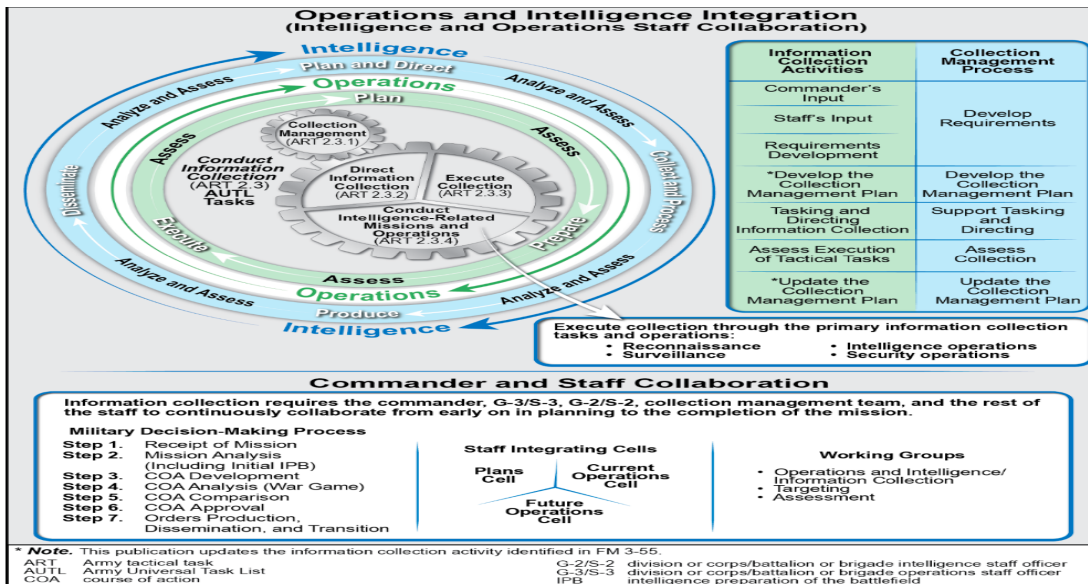 Operations and Intelligence Integration
(Intelligence and Operations Staff Collaboration)
Intelligence
Plan and Direct
Operations
Plan
Analyze and Assess
Analyze and Assess
Assess
Assess
Collection
Management
(ART 2.3.1)
Conduct
Information
Collection
(ART 2.3)
AUTL
Tasks
Direct
Information
Collection
(ART 2.3.2)
Execute
Collection
(ART 2.3.3)
Conduct
Intelligence-Related
Missions and
Operations
(ART 2.3.4)
Disseminate
Collect and Process
Execute
Prepare
Assess
Operations
Analyze and Assess
Analyze and Assess
Produce
Intelligence
Information
Collection
Activities
Collection
Management
Process
Commander's
Input
Staff's Input
Requirements
Development
Develop
Requirements
*Develop the
Collection
Management Plan
Develop the
Collection
Management Plan
Tasking and
Directing
Information Collection
Support Tasking
and
Directing
Assess Execution
of Tactical Tasks
Assess
Collection
*Update the
Collection
Management Plan
Update the
Collection
Management Plan
Execute collection through the primary information collection
tasks and operations:
• Reconnaissance
• Surveillance
• Intelligence operations
• Security operations
Commander and Staff Collaboration
Information collection requires the commander, G-3/S-3, G-2/S-2, collection management team, and the rest of
the staff to continuously collaborate from early on in planning to the completion of the mission.
Military Decision-Making Process
Step 1. Receipt of Mission
Step 2. Mission Analysis
(Including Initial IPB)
Step 3. COA Development
Step 4. COA Analysis (War Game)
Step 5. COA Comparison
Step 6. COA Approval
Step 7. Orders Production,
Dissemination, and Transition
Staff Integrating Cells
Plans
Cell
Current
Operations
Cell
Future
Operations
Cell
Working Groups
• Operations and Intelligence/
Information Collection
• Targeting
• Assessment
* Note. This publication updates the information collection activity identified in FM 3-55.
ART Army tactical task
AUTL Army Universal Task List
COA course of action
G-2/S-2 division or corps/battalion or brigade intelligence staff officer
G-3/S-3 division or corps/battalion or brigade operations staff officer
IPB intelligence preparation of the battlefield